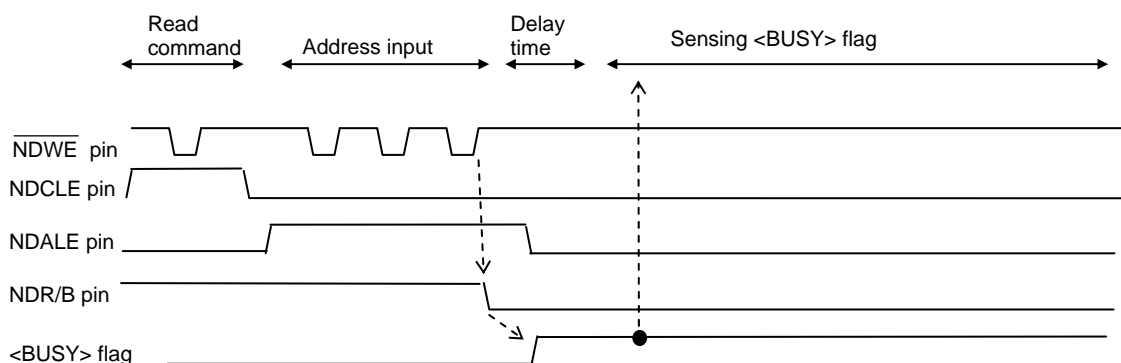 Read command
Address input
Delay time
Sensing <BUSY> flag
NDWE pin
NDCLE pin
NDALE pin
NDR/B pin
<BUSY> flag